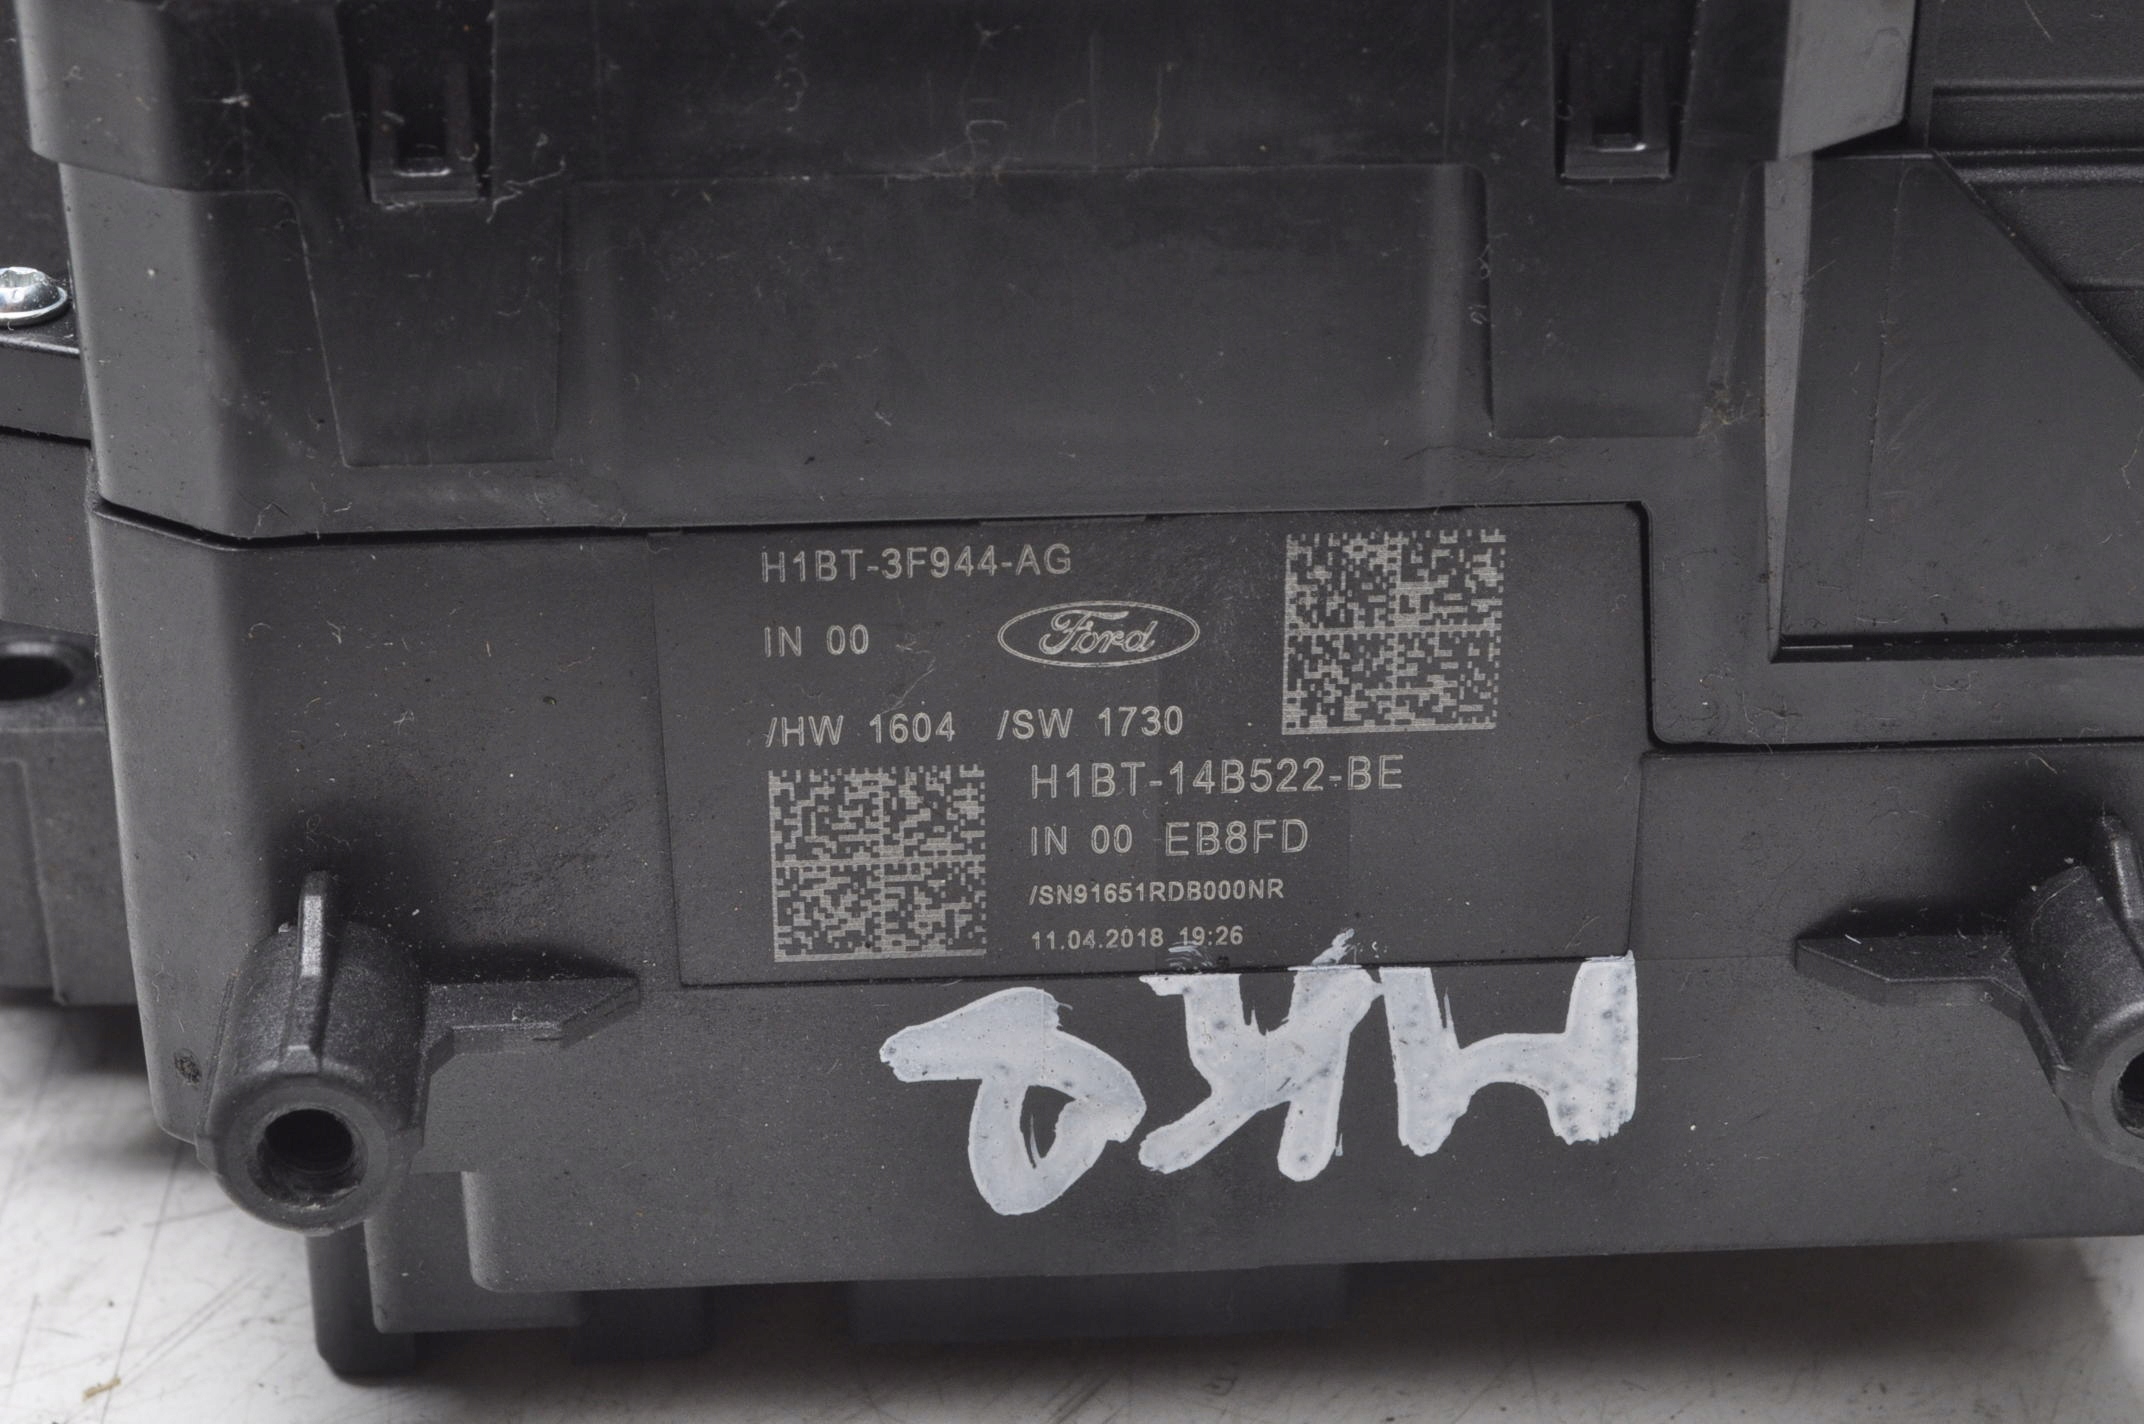 H1BT-3F944-AG
IN 00
Ford
/HW 1604 /SW 1730
H1BT-14B522-BE
IN 00 EB8FD
/SN91651RDB000NR
11.04.2018 19:26